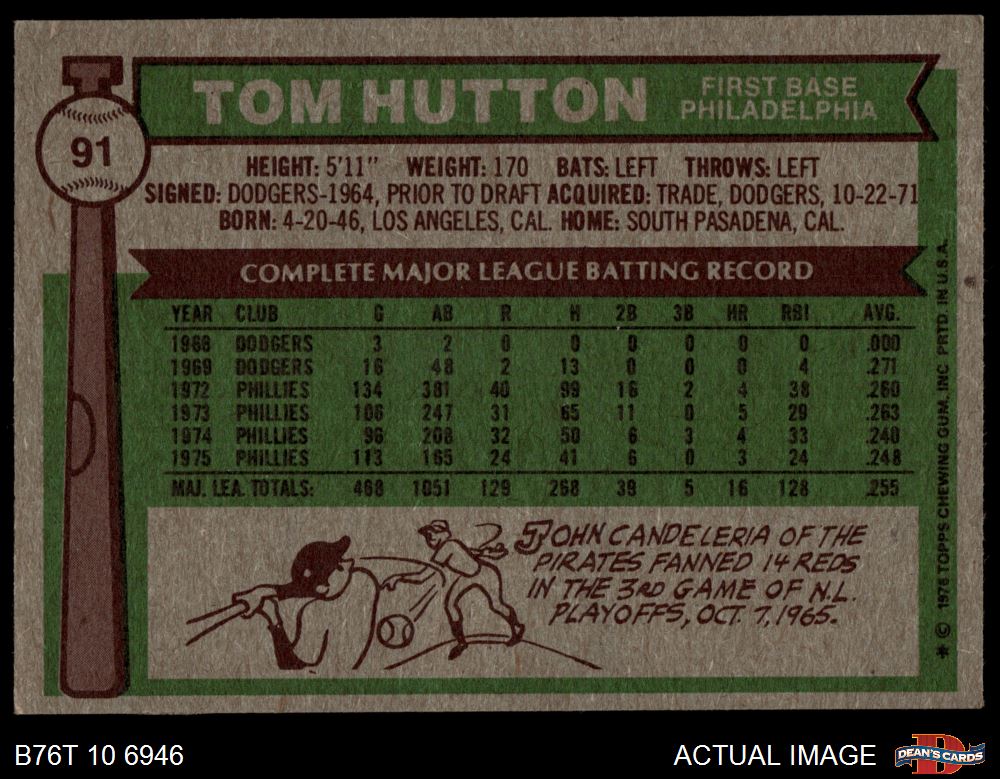 TOM HUTTON
FIRST BASE
PHILADELPHIA
91
HEIGHT: 5'11" WEIGHT: 170 BATS: LEFT THROWS: LEFT
SIGNED: DODGERS-1964, PRIOR TO DRAFT ACQUIRED: TRADE, DODGERS, 10-22-71
BORN: 4-20-46, LOS ANGELES, CAL. HOME: SOUTH PASADENA, CAL.
COMPLETE MAJOR LEAGUE BATTING RECORD
YEAR CLUB G AB R H 2B 3B HR RBI AVG.
1966 DODGERS 3 2 0 0 0 0 0 0 .000
1969 DODGERS 16 48 2 13 0 0 0 4 .271
1972 PHILLIES 134 381 40 99 16 2 4 38 .260
1973 PHILLIES 106 247 31 65 11 0 5 29 .263
1974 PHILLIES 96 208 32 50 6 3 4 33 .240
1975 PHILLIES 113 165 24 41 6 0 3 24 .248
MAJ. LEA. TOTALS: 468 1051 129 268 39 5 16 128 .255
JOHN CANDELERIA OF THE
PIRATES FANNED 14 REDS
IN THE 3RD GAME OF N.L.
PLAYOFFS, OCT. 7, 1965.
* © 1976 TOPPS CHEWING GUM, INC PRTD. IN U.S.A.
B76T 10 6946
ACTUAL IMAGE
D
DEAN'S CARDS